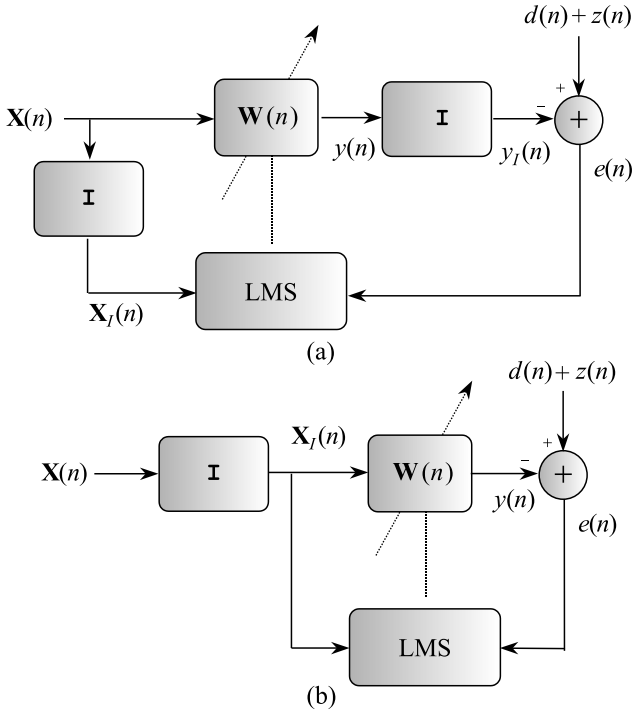 d(n) + z(n)
X(n)
W(n)
I
+
−
+
y(n)
y_I(n)
e(n)
I
LMS
X_I(n)
(a)
d(n) + z(n)
X_I(n)
X(n)
I
W(n)
+
−
+
y(n)
e(n)
LMS
(b)